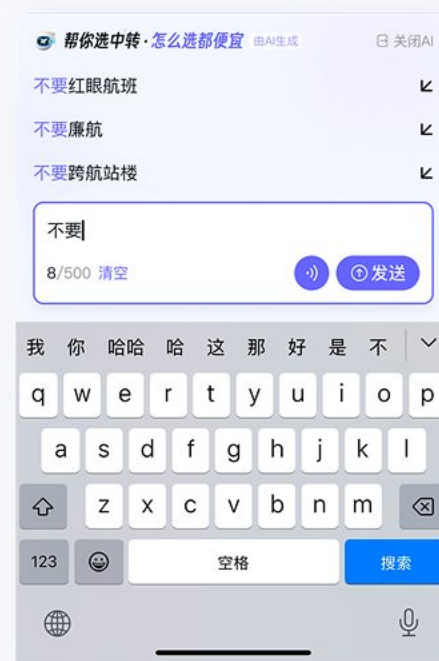 帮你选中转·怎么选都便宜 由AI生成 关闭AI
不要红眼航班
不要廉航
不要跨航站楼
不要
8/500 清空 发送
我 你 哈哈 哈 这 那 好 是 不
q w e r t y u i o p
a s d f g h j k l
z x c v b n m
123 空格 搜索